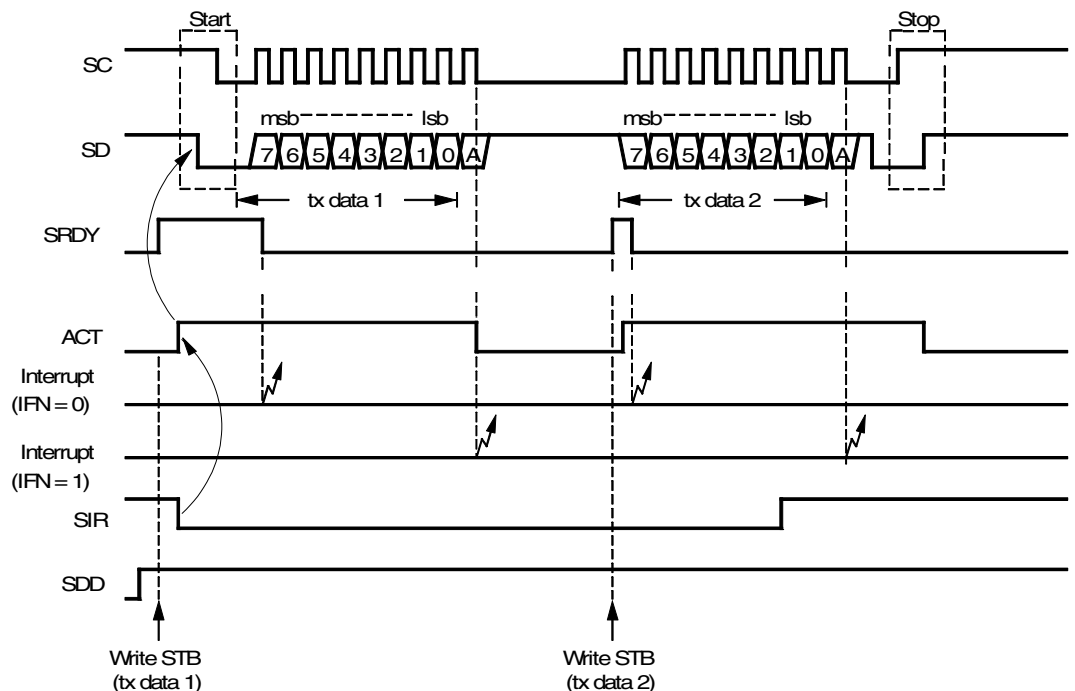 Start
Stop
SC
msb lsb
msb lsb
SD
7 6 5 4 3 2 1 0 A
7 6 5 4 3 2 1 0 A
tx data 1
tx data 2
SRDY
ACT
Interrupt
(IFN = 0)
Interrupt
(IFN = 1)
SIR
SDD
Write STB
(tx data 1)
Write STB
(tx data 2)